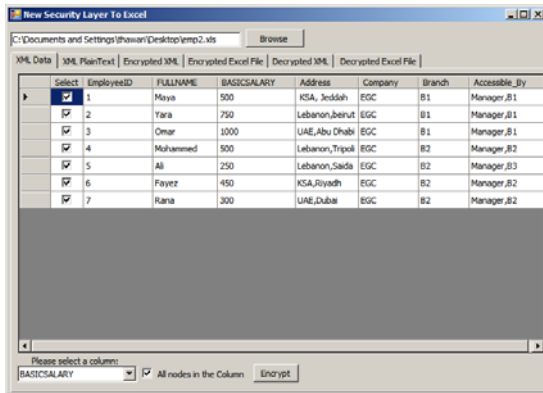 New Security Layer To Excel
C:\Documents and Settings\thawari\Desktop\emp2.xls Browse
XML Data XML PlainText Encrypted XML Encrypted Excel File Decrypted XML Decrypted Excel File
Select EmployeeID FULLNAME BASICSALARY Address Company Branch Accessible_By
1 Maya 500 KSA, Jeddah EGC B1 Manager,B1
2 Yara 750 Lebanon,beirut EGC B1 Manager,B1
3 Omar 1000 UAE,Abu Dhabi EGC B1 Manager,B1
4 Mohammed 500 Lebanon,Tripoli EGC B2 Manager,B2
5 Ali 250 Lebanon,Saida EGC B2 Manager,B3
6 Fayez 450 KSA,Riyadh EGC B2 Manager,B2
7 Rana 300 UAE,Dubai EGC B2 Manager,B2
Please select a column:
BASICSALARY All nodes in the Column Encrypt